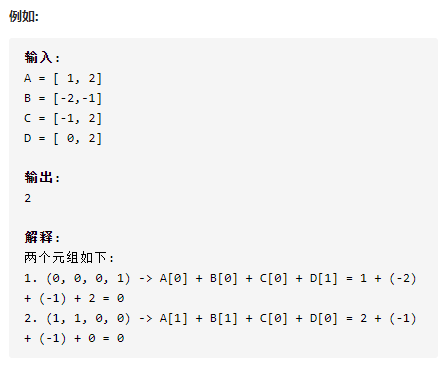 例如:
输入:
A = [ 1, 2]
B = [-2,-1]
C = [-1, 2]
D = [ 0, 2]
输出:
2
解释:
两个元组如下:
1. (0, 0, 0, 1) -> A[0] + B[0] + C[0] + D[1] = 1 + (-2)
+ (-1) + 2 = 0
2. (1, 1, 0, 0) -> A[1] + B[1] + C[0] + D[0] = 2 + (-1)
+ (-1) + 0 = 0